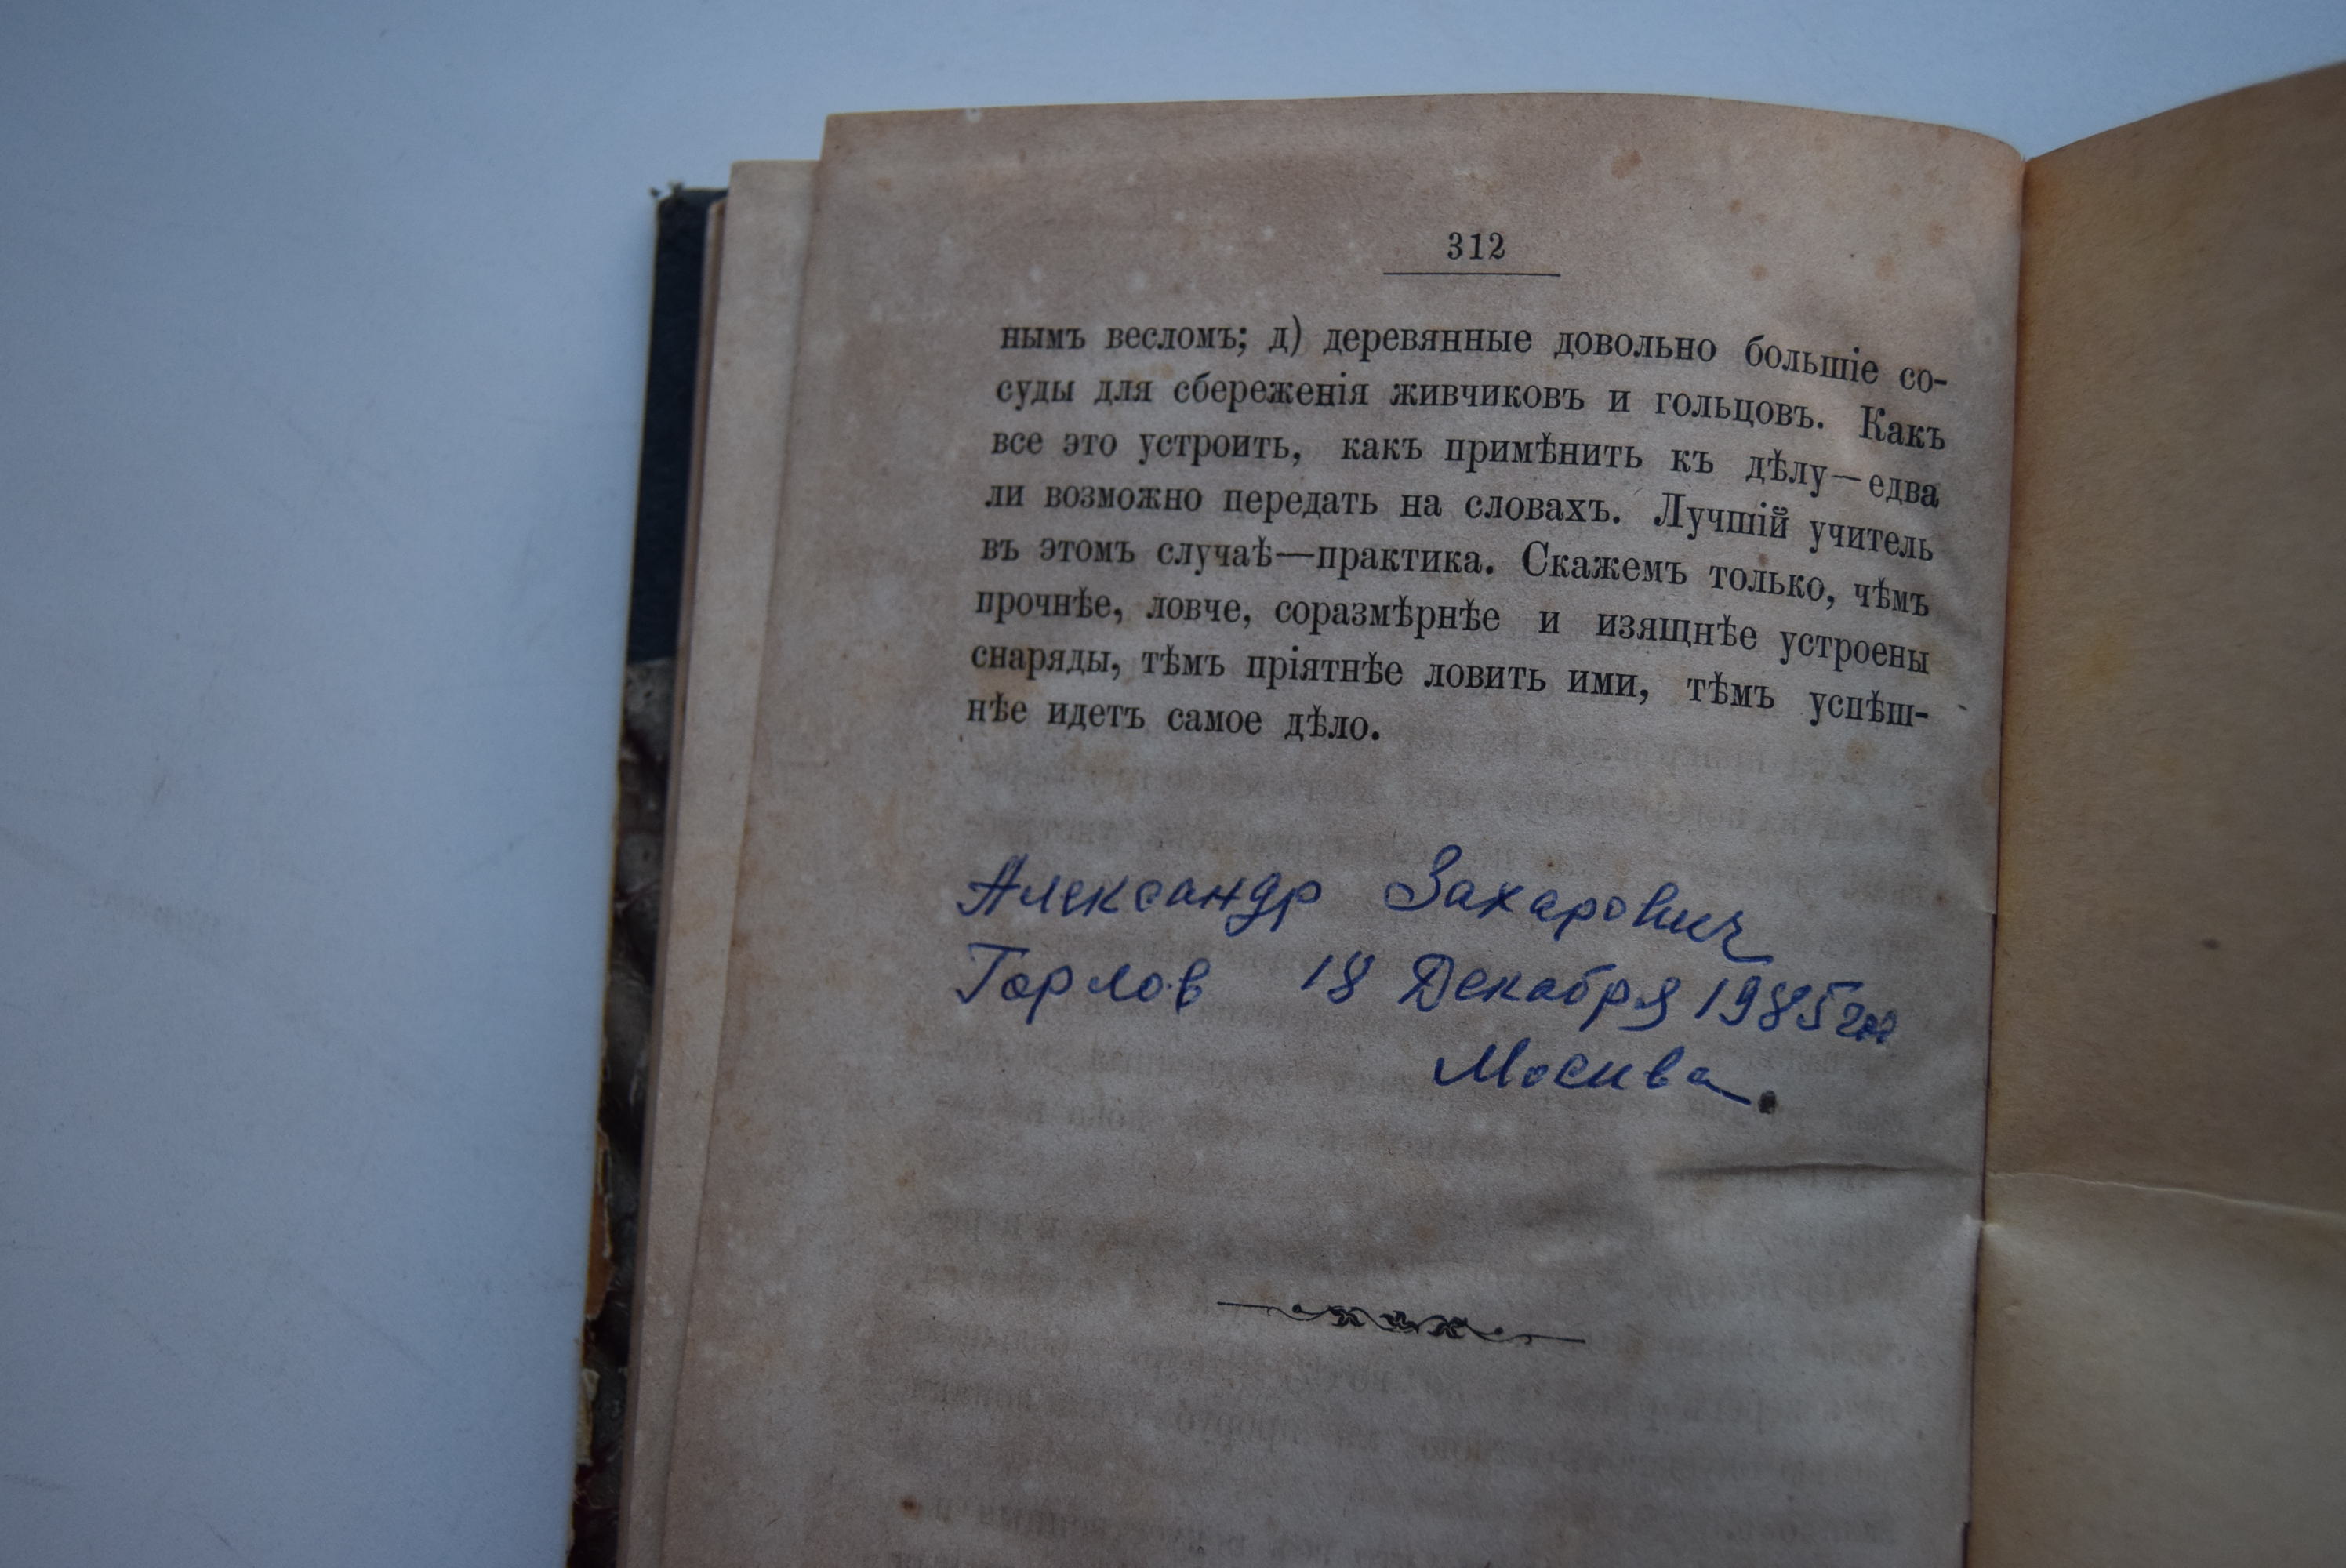 312
нымъ весломъ; д) деревянные довольно большіе со-
суды для сбереженія живчиковъ и гольцовъ. Какъ
все это устроить, какъ примѣнить къ дѣлу—едва
ли возможно передать на словахъ. Лучшій учитель
въ этомъ случаѣ—практика. Скажемъ только, чѣмъ
прочнѣе, ловче, соразмѣрнѣе и изящнѣе устроены
снаряды, тѣмъ пріятнѣе ловить ими, тѣмъ успѣш-
нѣе идетъ самое дѣло.
Александр Захарович
Горлов 18 Декабря 1985
Москва.